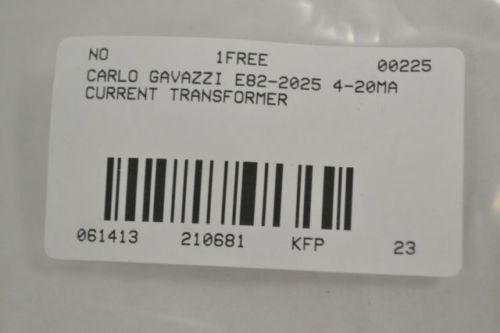 NO 1FREE 00225
CARLO GAVAZZI E82-2025 4-20MA
CURRENT TRANSFORMER
061413 210681 KFP 23